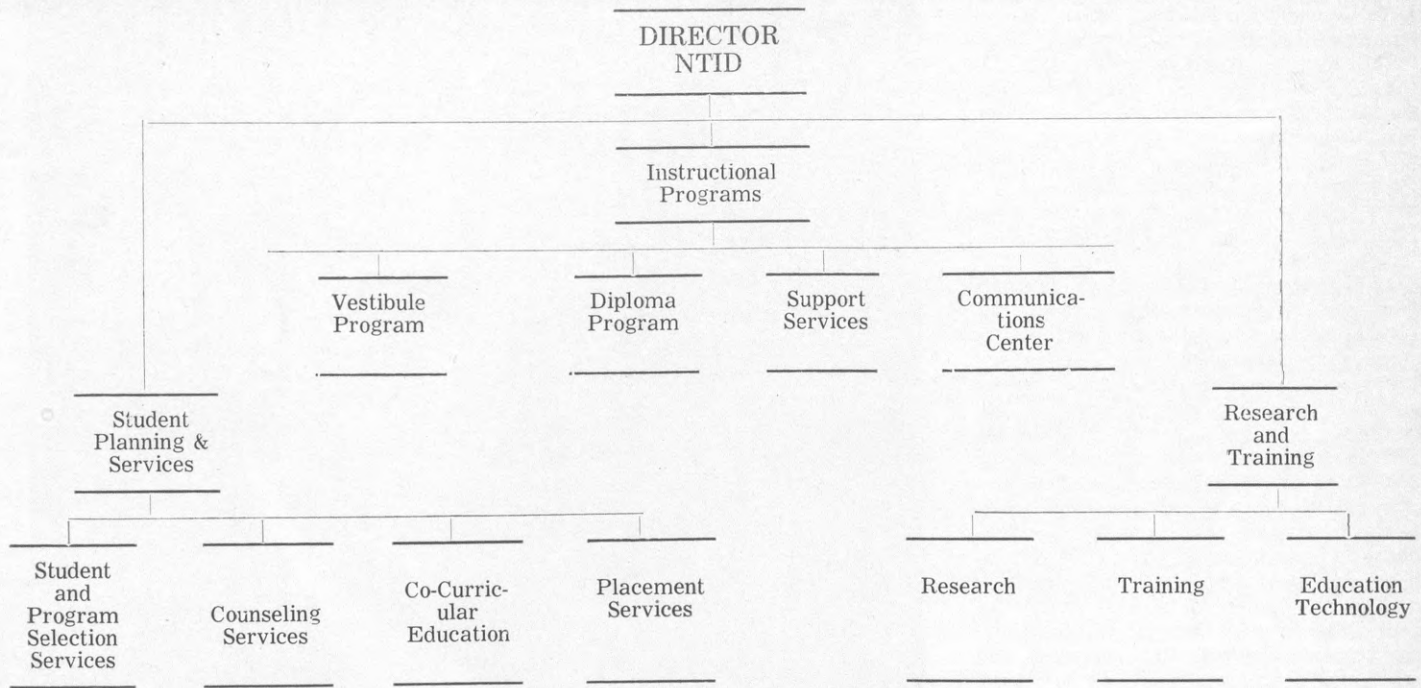 DIRECTOR
NTID
Instructional
Programs
Vestibule
Program
Diploma
Program
Support
Services
Communica-
tions
Center
Student
Planning &
Services
Research
and
Training
Student
and
Program
Selection
Services
Counseling
Services
Co-Curric-
ular
Education
Placement
Services
Research
Training
Education
Technology